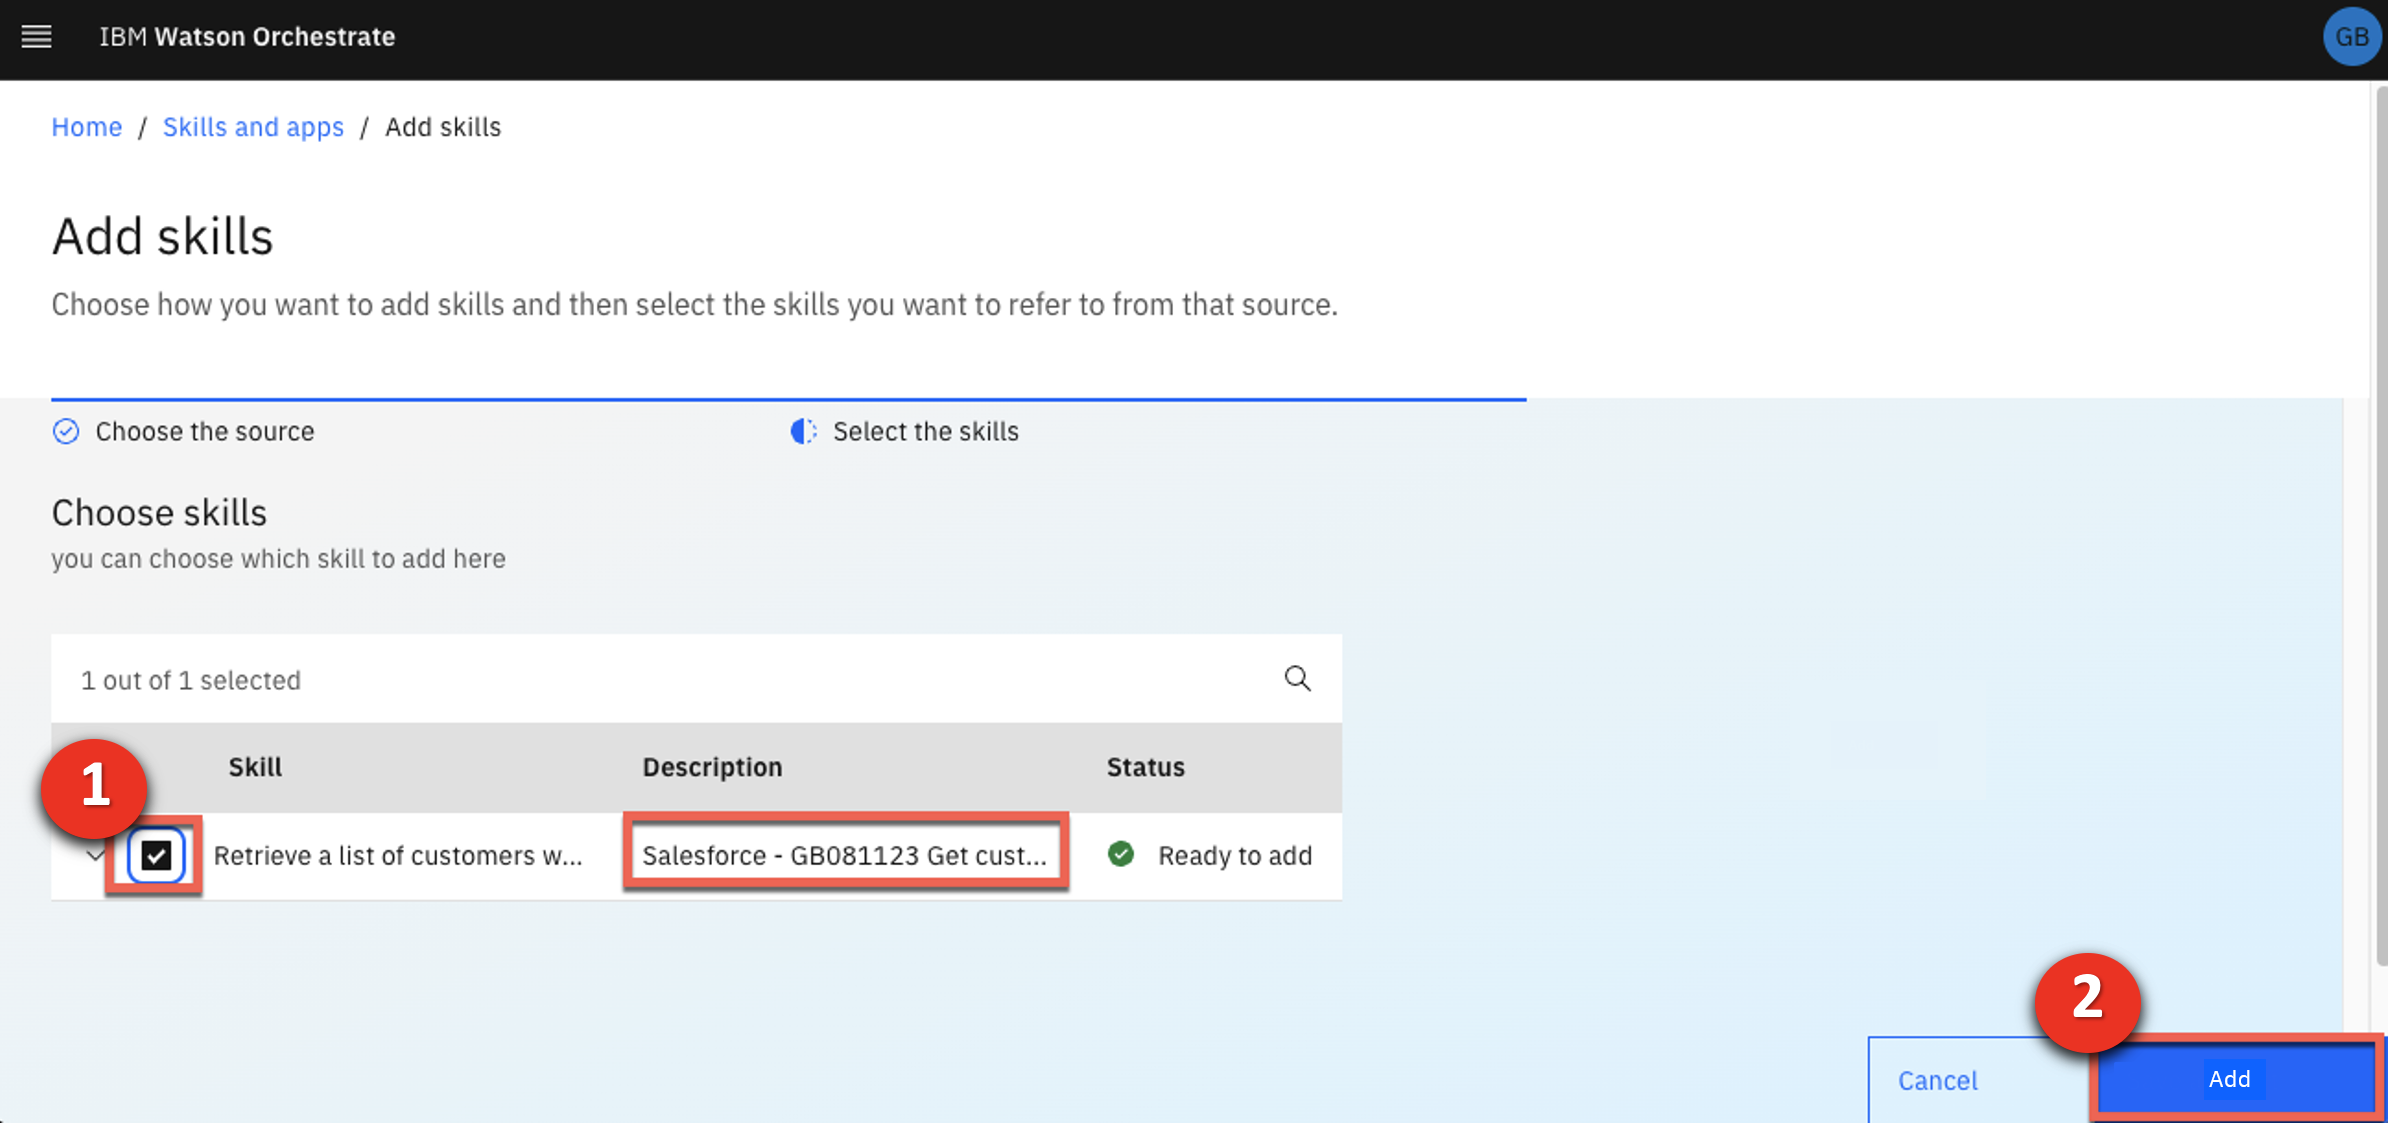 IBM Watson Orchestrate
GB
Home / Skills and apps / Add skills
Add skills
Choose how you want to add skills and then select the skills you want to refer to from that source.
Choose the source
Select the skills
Choose skills
you can choose which skill to add here
1 out of 1 selected
Skill Description Status
1
Retrieve a list of customers w... Salesforce - GB081123 Get cust... Ready to add
2
Cancel Add